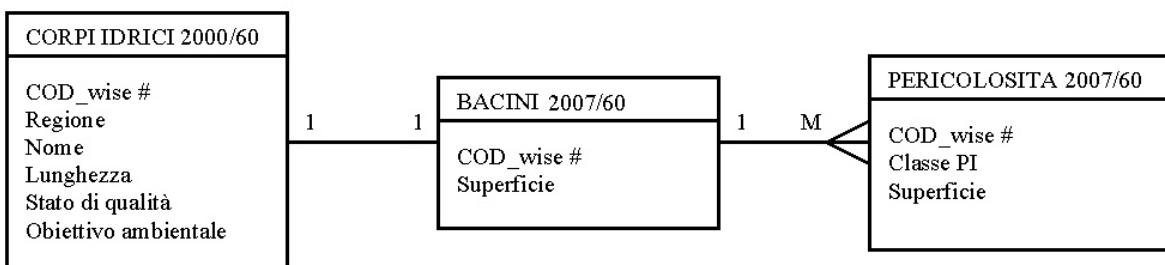 CORPI IDRICI 2000/60
COD_wise #
Regione
Nome
Lunghezza
Stato di qualità
Obiettivo ambientale
1
1
BACINI 2007/60
COD_wise #
Superficie
1
M
PERICOLOSITA 2007/60
COD_wise #
Classe PI
Superficie